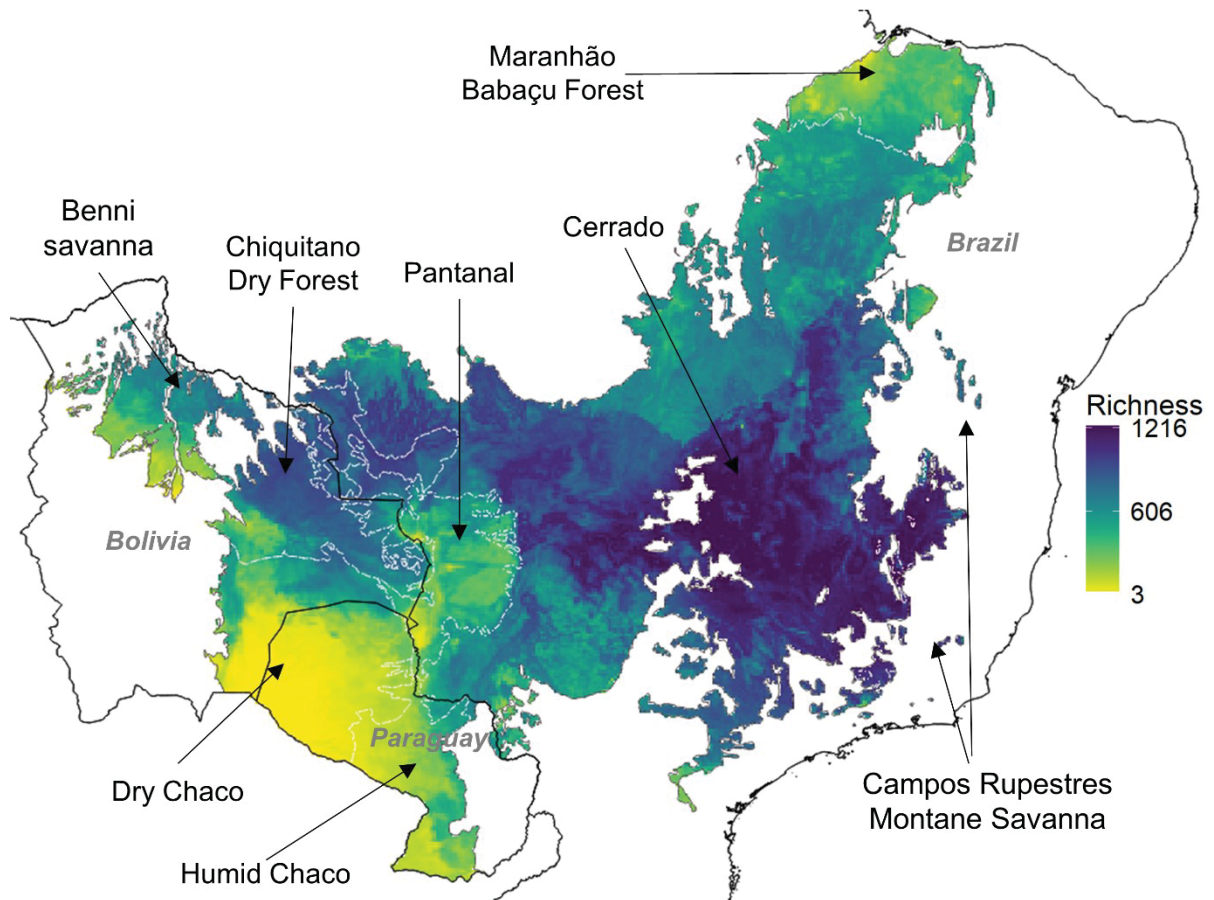 Maranhão
Babaçu Forest
Benni
savanna
Chiquitano
Dry Forest
Pantanal
Cerrado
Brazil
Richness
1216
606
3
Bolivia
Paraguay
Dry Chaco
Humid Chaco
Campos Rupestres
Montane Savanna